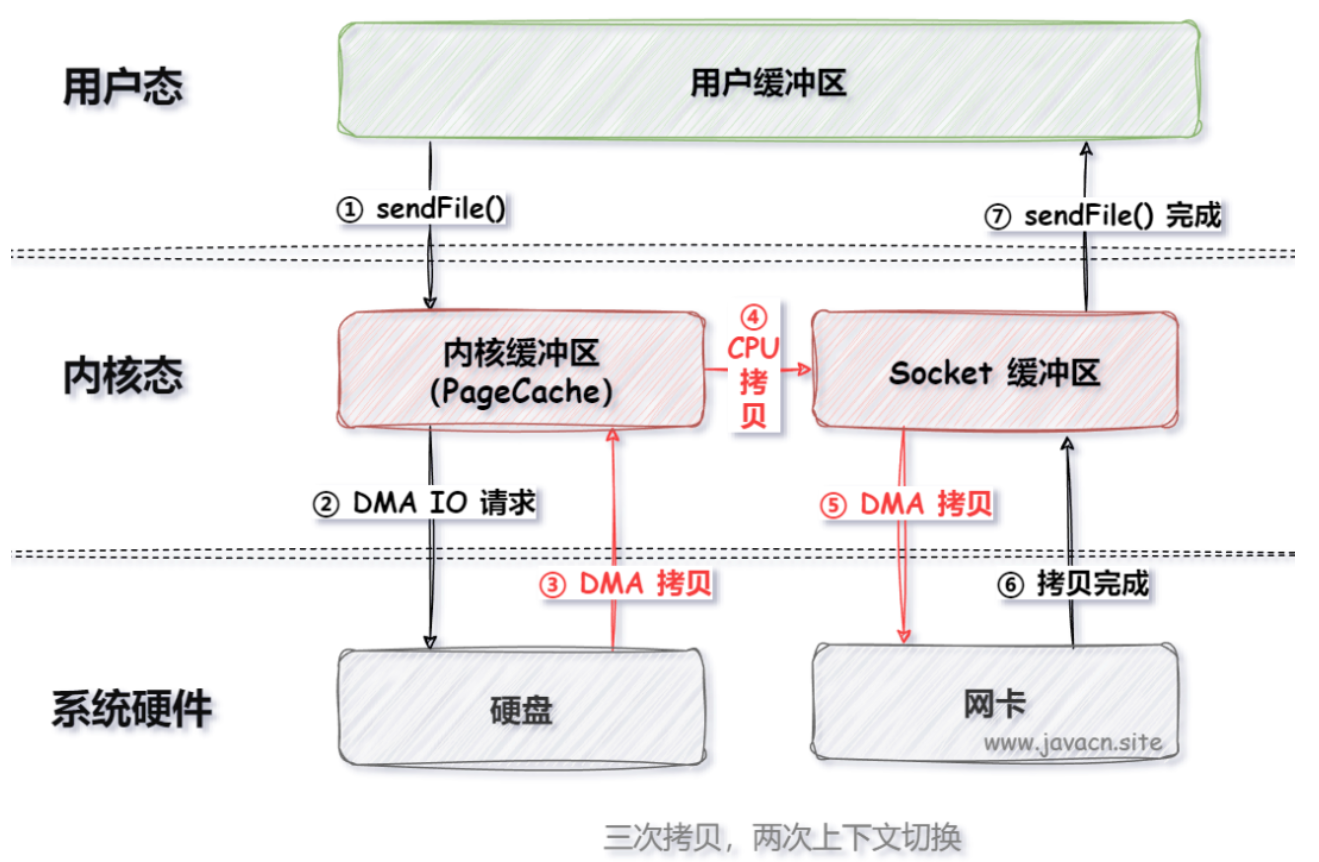 用户态
用户缓冲区
① sendFile()
⑦ sendFile() 完成
内核态
内核缓冲区
(PageCache)
④
CPU
拷
贝
Socket 缓冲区
② DMA IO 请求
⑤ DMA 拷贝
③ DMA 拷贝
⑥ 拷贝完成
系统硬件
硬盘
网卡
www.javacn.site
三次拷贝，两次上下文切换